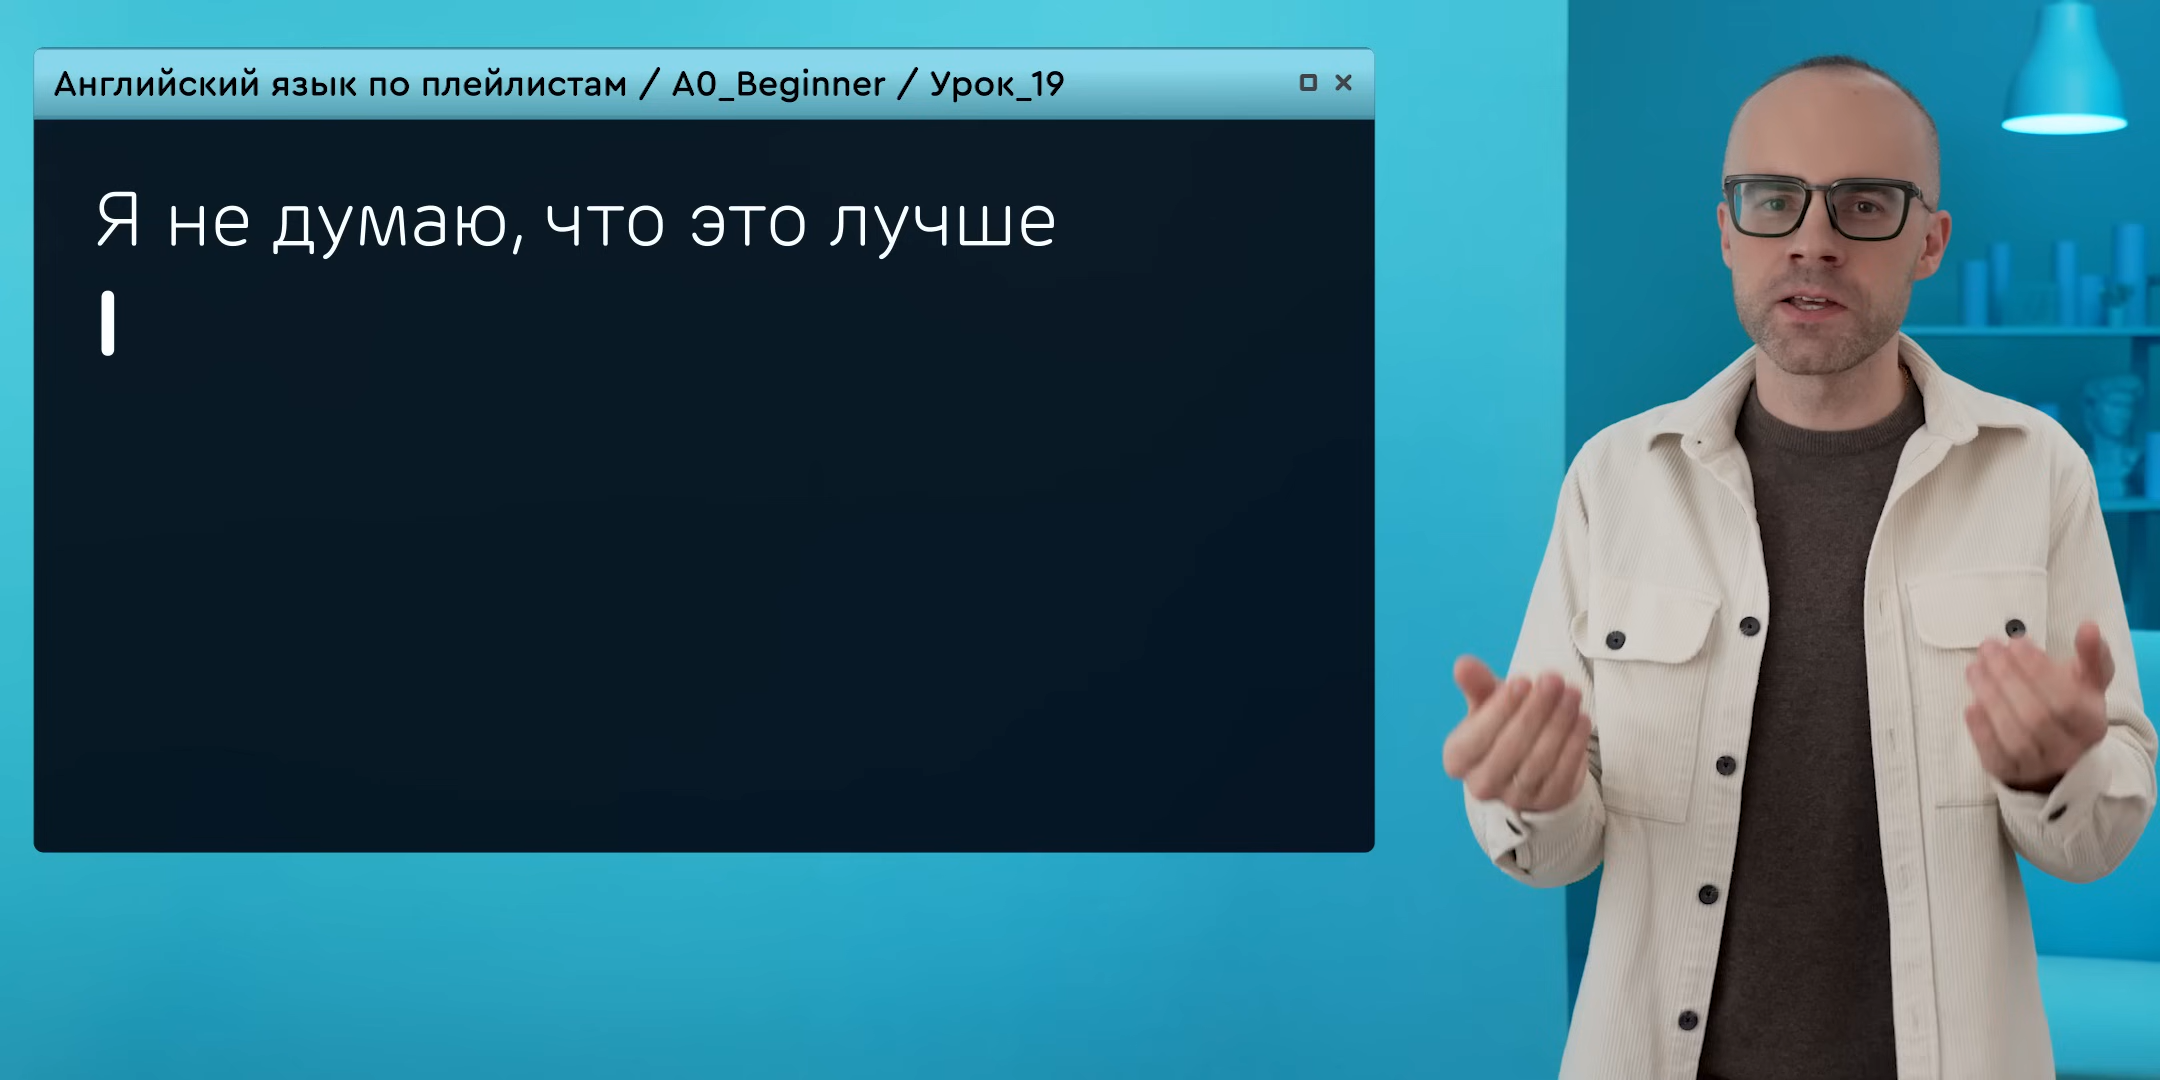 Английский язык по плейлистам / A0_Beginner / Урок_19
Я не думаю, что это лучше